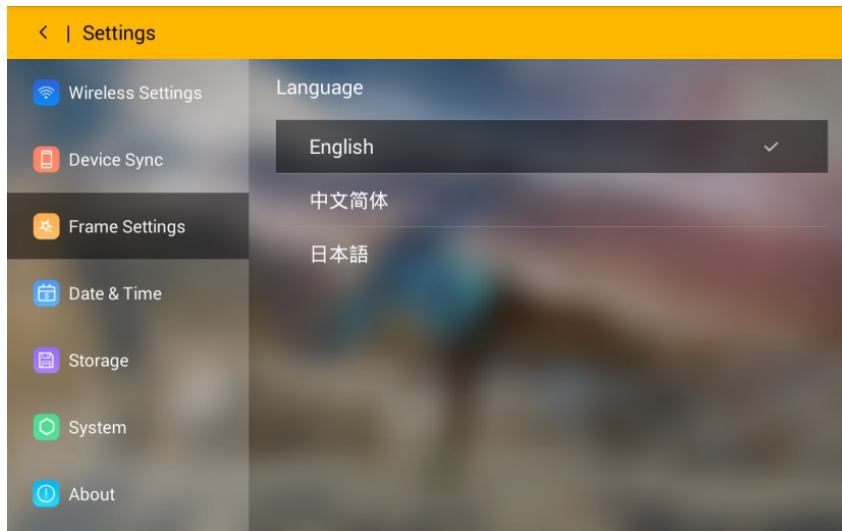 < | Settings
Wireless Settings
Device Sync
Frame Settings
Date & Time
Storage
System
About
Language
English
中文简体
日本語